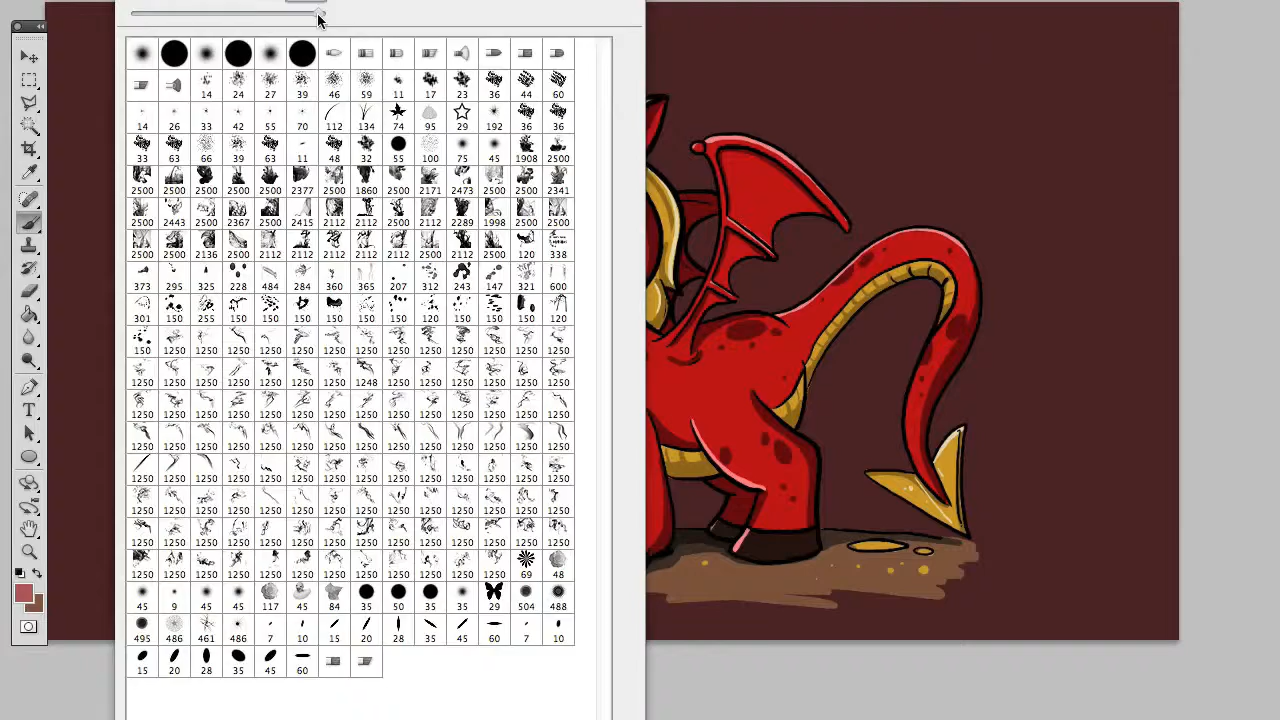 14 24 27 39 46 59 11 17 23 36 44 60
14 26 33 42 55 70 112 134 74 95 29 192 36 36
33 63 66 39 63 11 48 32 55 100 75 45 1908 2500
2500 2500 2500 2500 2500 2377 2500 1860 2500 2171 2473 2500 2500 2341
2500 2443 2500 2367 2500 2415 2112 2112 2500 2112 2289 1998 2500 2500
2500 2500 2136 2500 2500 2112 2112 2112 2112 2112 2112 2500 120 338
373 295 325 228 484 284 360 365 207 312 243 147 321 600
301 150 255 150 150 150 150 150 150 120 150 150 150 120
150 1250 1250 1250 1250 1250 1250 1250 1250 1250 1250 1250 1250 1250
1250 1250 1250 1250 1250 1250 1250 1248 1250 1250 1250 1250 1250 1250
1250 1250 1250 1250 1250 1250 1250 1250 1250 1250 1250 1250 1250 1250
1250 1250 1250 1250 1250 1250 1250 1250 1250 1250 1250 1250 1250 1250
1250 1250 1250 1250 1250 1250 1250 1250 1250 1250 1250 1250 1250 1250
1250 1250 1250 1250 1250 1250 1250 1250 1250 1250 1250 1250 1250 1250
1250 1250 1250 1250 1250 1250 1250 1250 1250 1250 1250 1250 1250 1250
1250 1250 1250 1250 1250 1250 1250 1250 1250 1250 1250 1250 69 48
45 9 45 45 117 45 84 35 50 35 35 29 504 488
495 486 461 486 7 10 15 20 28 35 45 60 7 10
15 20 28 35 45 60